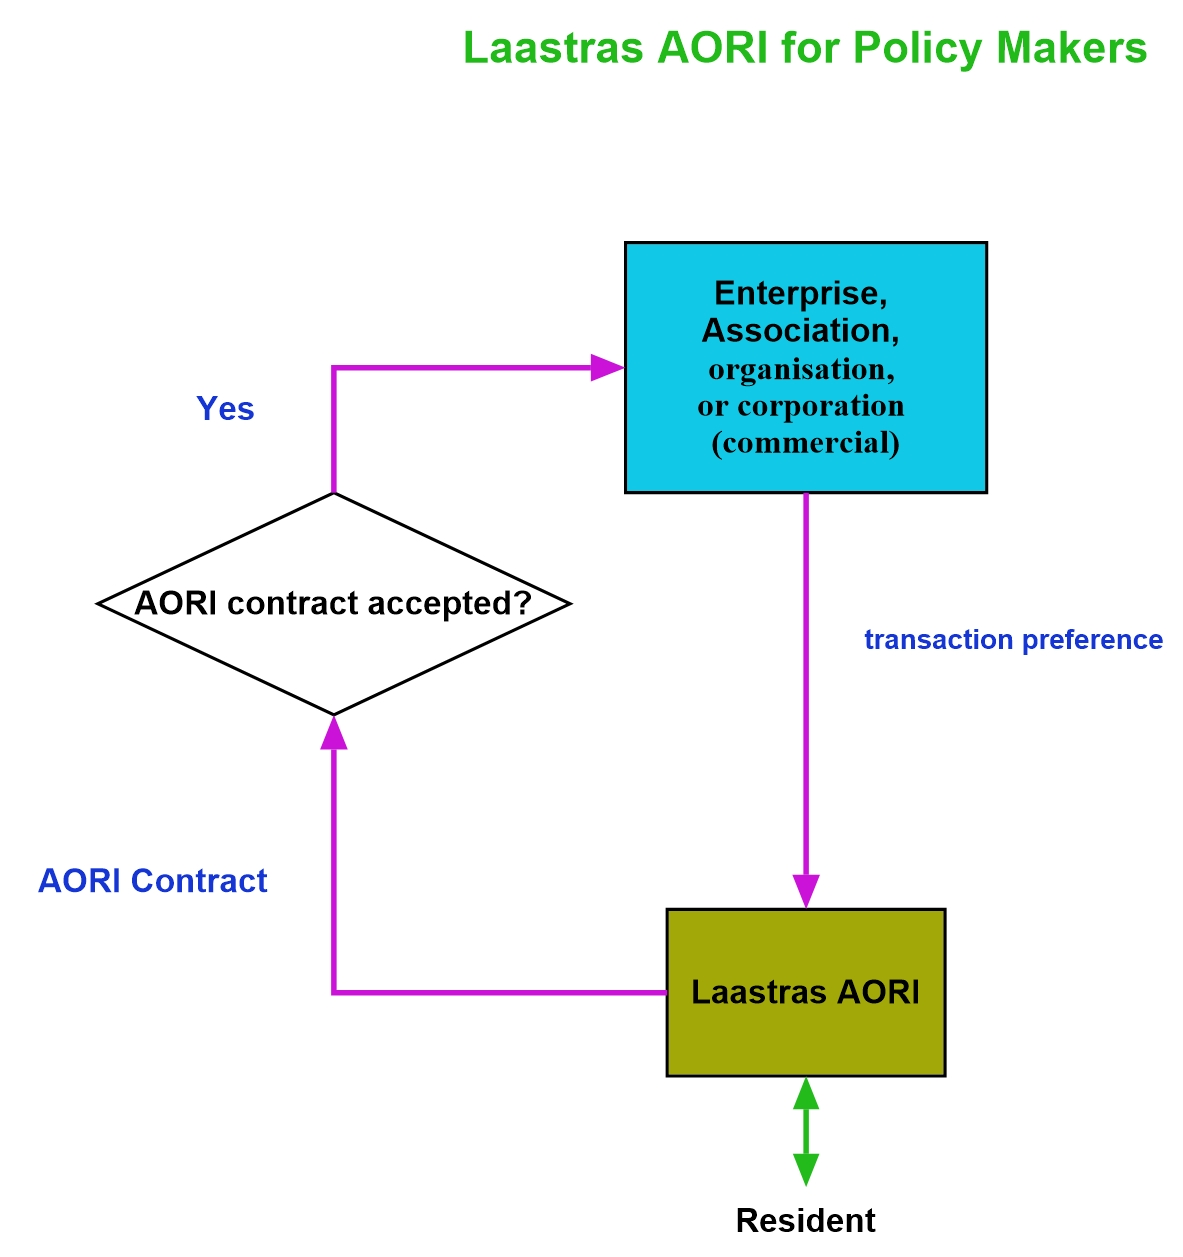 Laastras AORI for Policy Makers
Enterprise,
Association,
organisation,
or corporation
(commercial)
Yes
AORI contract accepted?
transaction preference
AORI Contract
Laastras AORI
Resident